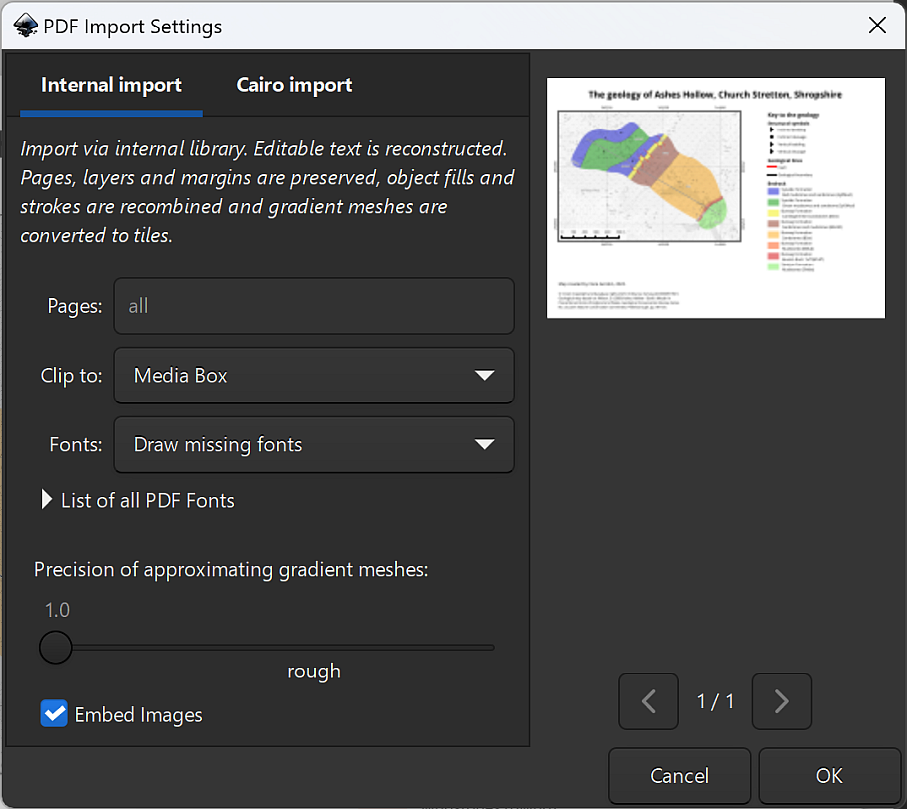 PDF Import Settings
Internal import
Cairo import
Import via internal library. Editable text is reconstructed.
Pages, layers and margins are preserved, object fills and
strokes are recombined and gradient meshes are
converted to tiles.
Pages: all
Clip to: Media Box
Fonts: Draw missing fonts
List of all PDF Fonts
Precision of approximating gradient meshes:
1.0
rough
Embed Images
The geology of Ashes Hollow, Church Stretton, Shropshire
Key to the geology
1 / 1
Cancel
OK